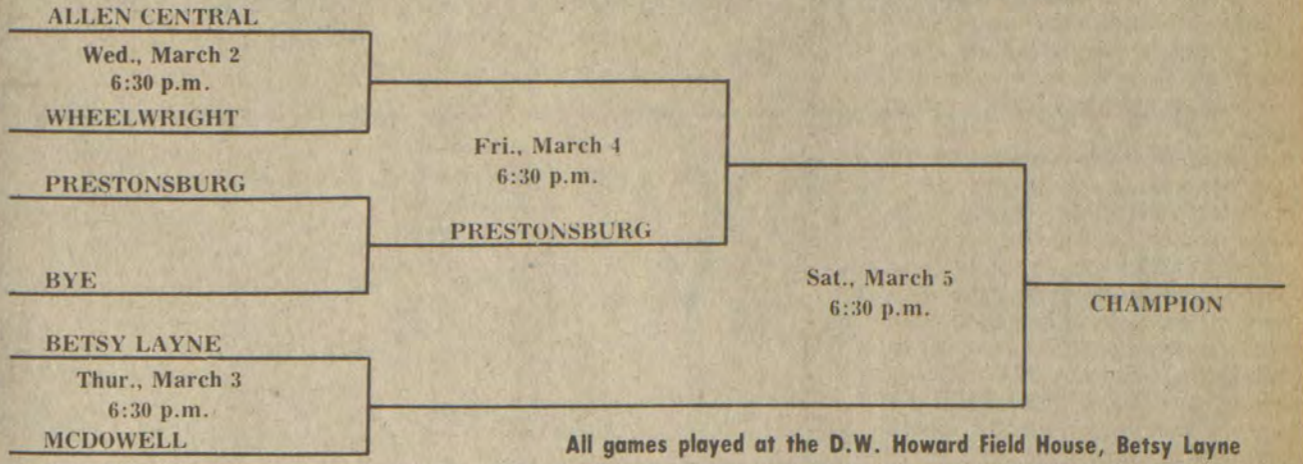 ALLEN CENTRAL
Wed., March 2
6:30 p.m.
WHEELWRIGHT
PRESTONSBURG
BYE
BETSY LAYNE
Thur., March 3
6:30 p.m.
MCDOWELL
Fri., March 4
6:30 p.m.
PRESTONSBURG
Sat., March 5
6:30 p.m.
CHAMPION
All games played at the D.W. Howard Field House, Betsy Layne